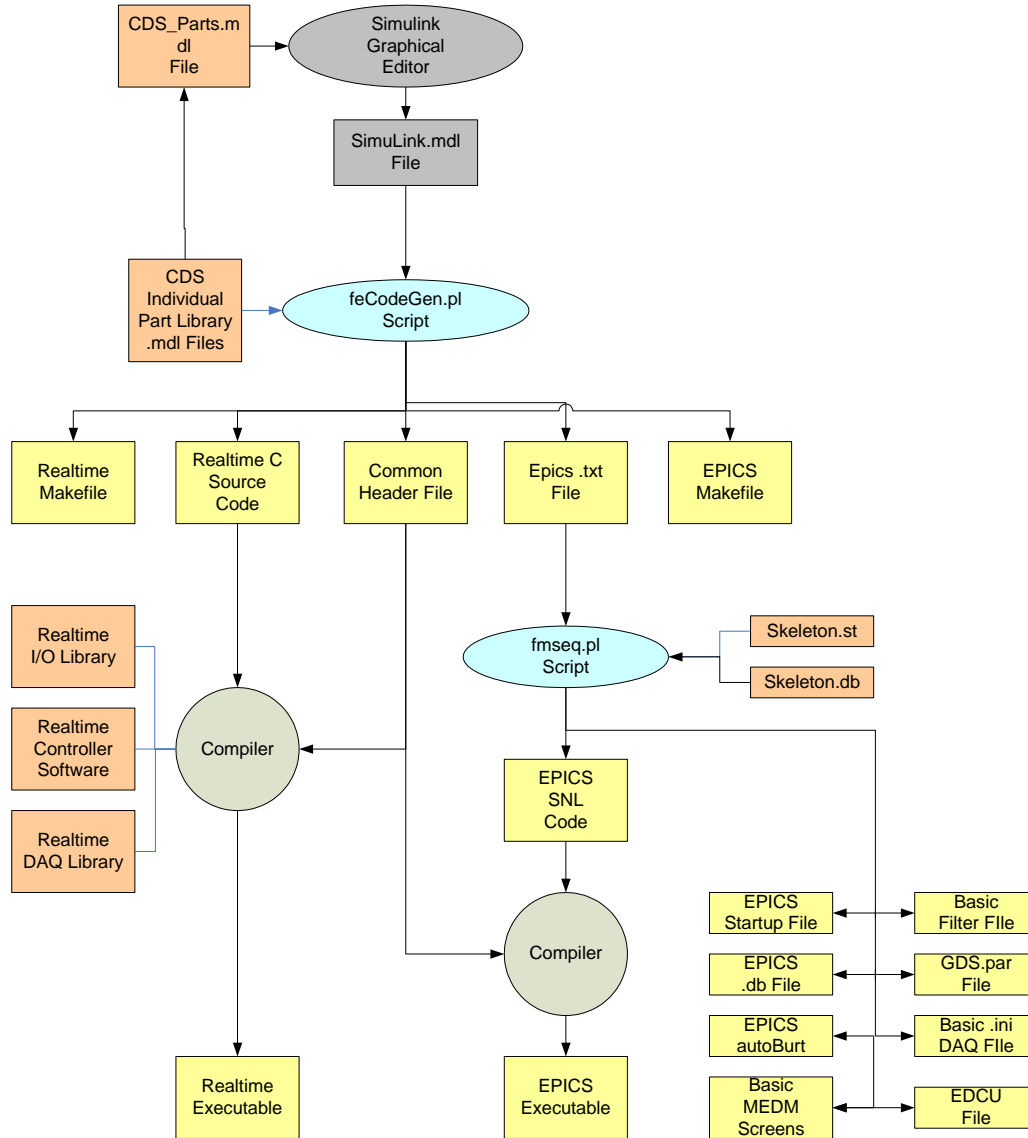 CDS_Parts.m
dl
File
Simulink
Graphical
Editor
SimuLink.mdl
File
CDS
Individual
Part Library
.mdl Files
feCodeGen.pl
Script
Realtime
Makefile
Realtime C
Source
Code
Common
Header File
Epics .txt
File
EPICS
Makefile
Realtime
I/O Library
Realtime
Controller
Software
Realtime
DAQ Library
Compiler
fmseq.pl
Script
Skeleton.st
Skeleton.db
EPICS
SNL
Code
Compiler
EPICS
Startup File
Basic
Filter FIle
EPICS
.db File
GDS.par
File
EPICS
autoBurt
Basic .ini
DAQ FIle
Basic
MEDM
Screens
EDCU
File
Realtime
Executable
EPICS
Executable